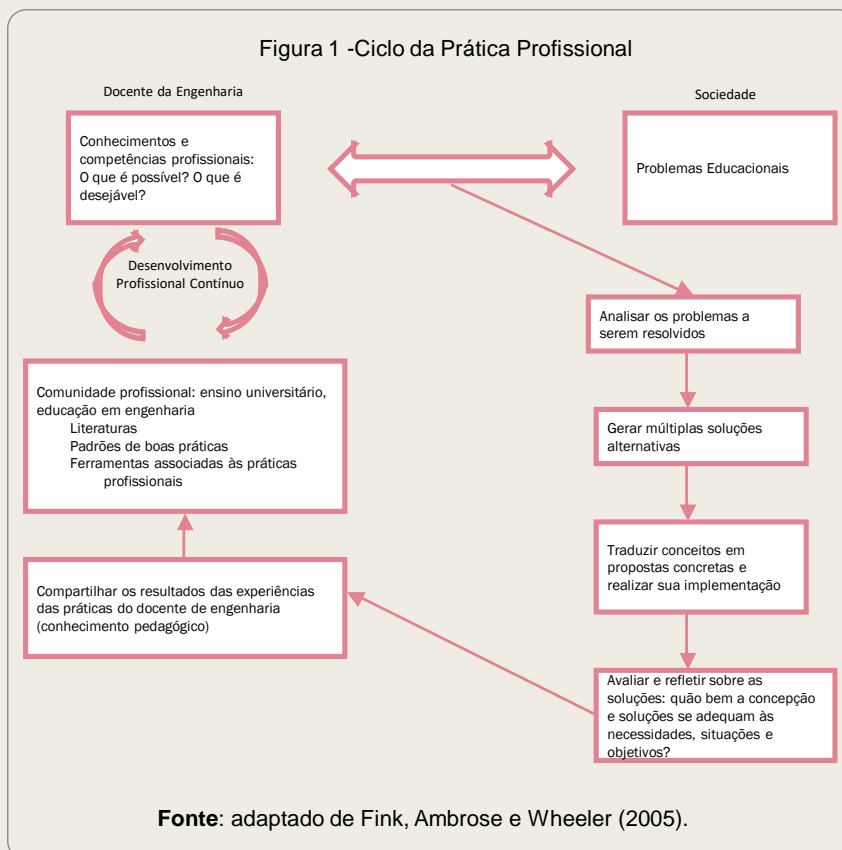 Figura 1 -Ciclo da Prática Profissional
Docente da Engenharia
Sociedade
Conhecimentos e
competências profissionais:
O que é possível? O que é
desejável?
Problemas Educacionais
Desenvolvimento
Profissional Contínuo
Analisar os problemas a
serem resolvidos
Comunidade profissional: ensino universitário,
educação em engenharia
Literaturas
Padrões de boas práticas
Ferramentas associadas às práticas
profissionais
Gerar múltiplas soluções
alternativas
Traduzir conceitos em
propostas concretas e
realizar sua implementação
Compartilhar os resultados das experiências
das práticas do docente de engenharia
(conhecimento pedagógico)
Avaliar e refletir sobre as
soluções: quão bem a concepção
e soluções se adequam às
necessidades, situações e
objetivos?
Fonte: adaptado de Fink, Ambrose e Wheeler (2005).